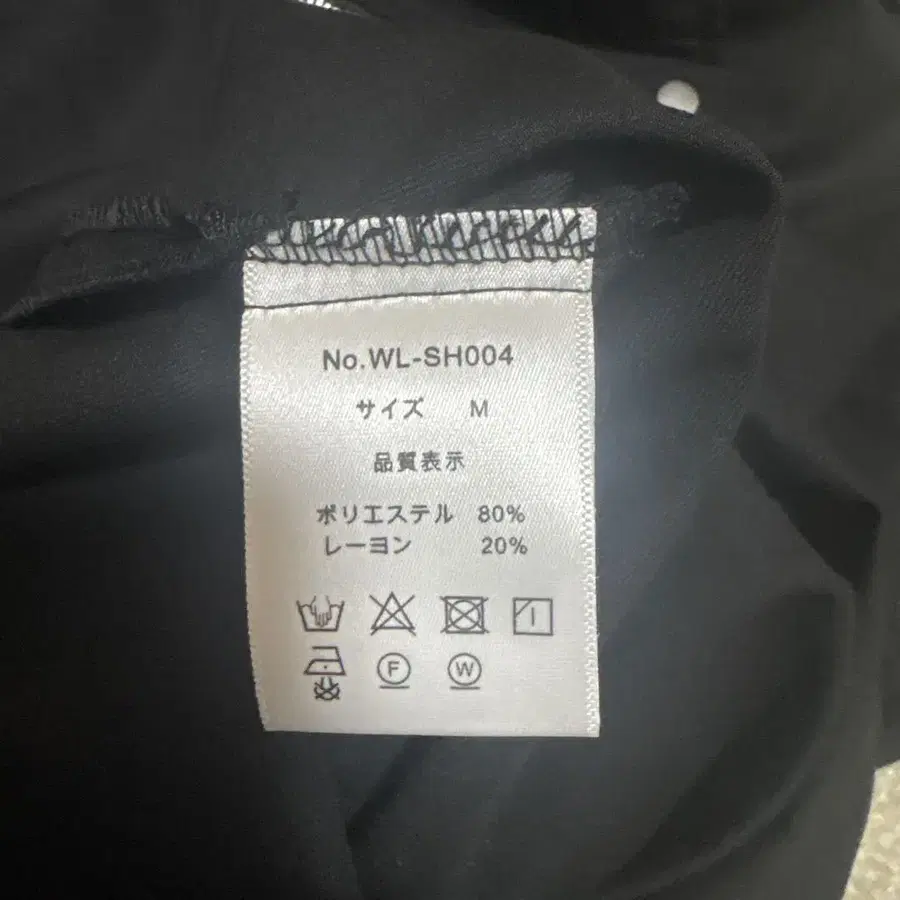 No.WL-SH004
サイズ M
品質表示
ポリエステル 80%
レーヨン 20%
F W